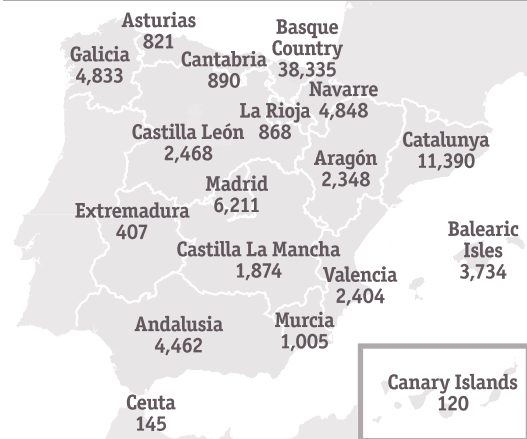 Asturias
821
Basque
Country
38,335
Galicia
4,833
Cantabria
890
Navarre
4,848
La Rioja
868
Castilla León
2,468
Catalunya
11,390
Aragón
2,348
Madrid
6,211
Extremadura
407
Balearic
Isles
3,734
Castilla La Mancha
1,874
Valencia
2,404
Andalusia
4,462
Murcia
1,005
Canary Islands
120
Ceuta
145